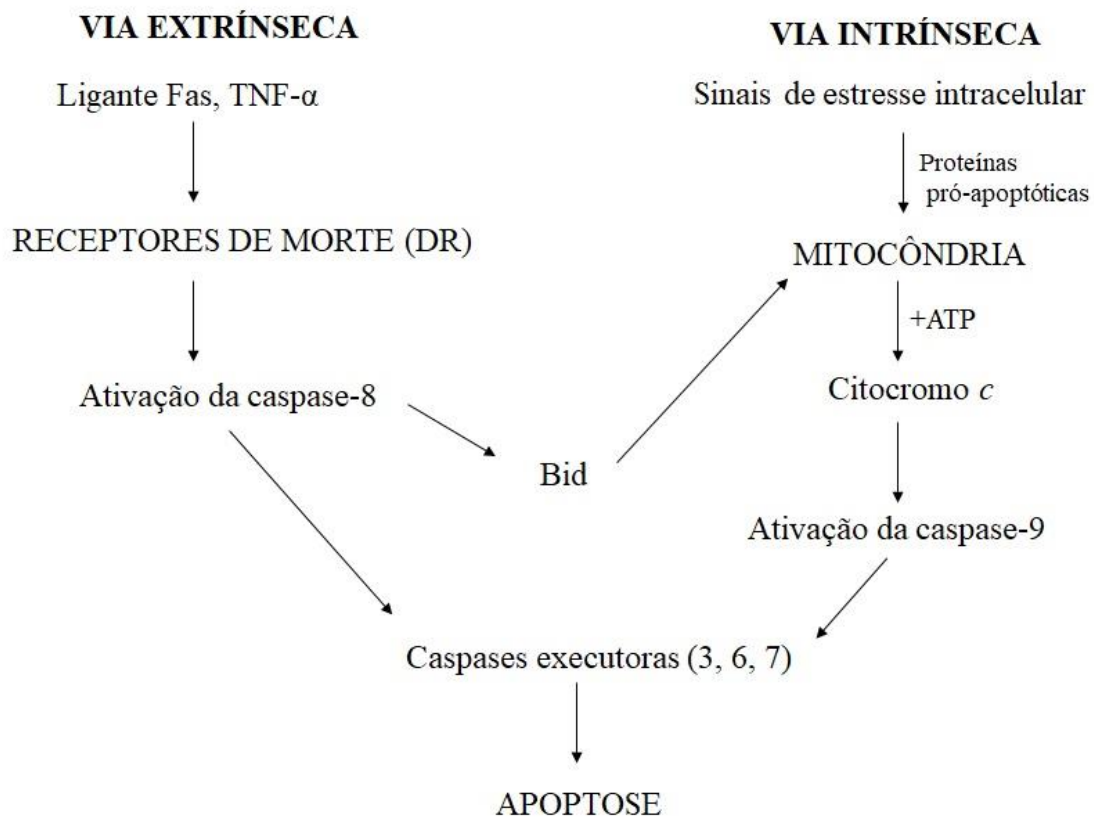 VIA EXTRÍNSECA
Ligante Fas, TNF-α
RECEPTORES DE MORTE (DR)
Ativação da caspase-8
Bid
VIA INTRÍNSECA
Sinais de estresse intracelular
Proteínas
pró-apoptóticas
MITOCÔNDRIA
+ATP
Citocromo c
Ativação da caspase-9
Caspases executoras (3, 6, 7)
APOPTOSE